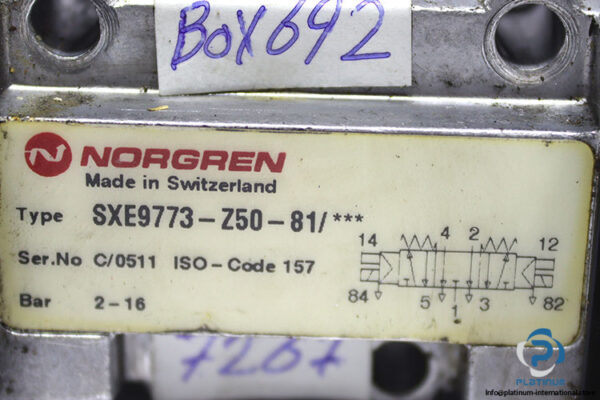 BOX692
NORGREN
Made in Switzerland
Type SXE9773-Z50-81/***
Ser.No C/0511 ISO-Code 157
Bar 2-16
14 4 2 12
84 5 1 3 82
PLATINUM
info@platinum-international.com